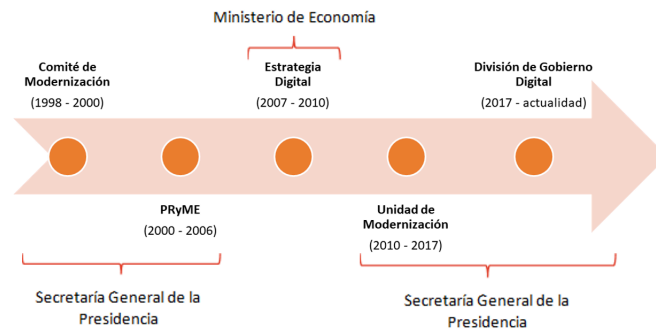 Ministerio de Economía
Comité de
Modernización
(1998 - 2000)
Estrategia
Digital
(2007 - 2010)
División de Gobierno
Digital
(2017 - actualidad)
PRyME
(2000 - 2006)
Unidad de
Modernización
(2010 - 2017)
Secretaría General de la
Presidencia
Secretaría General de la
Presidencia